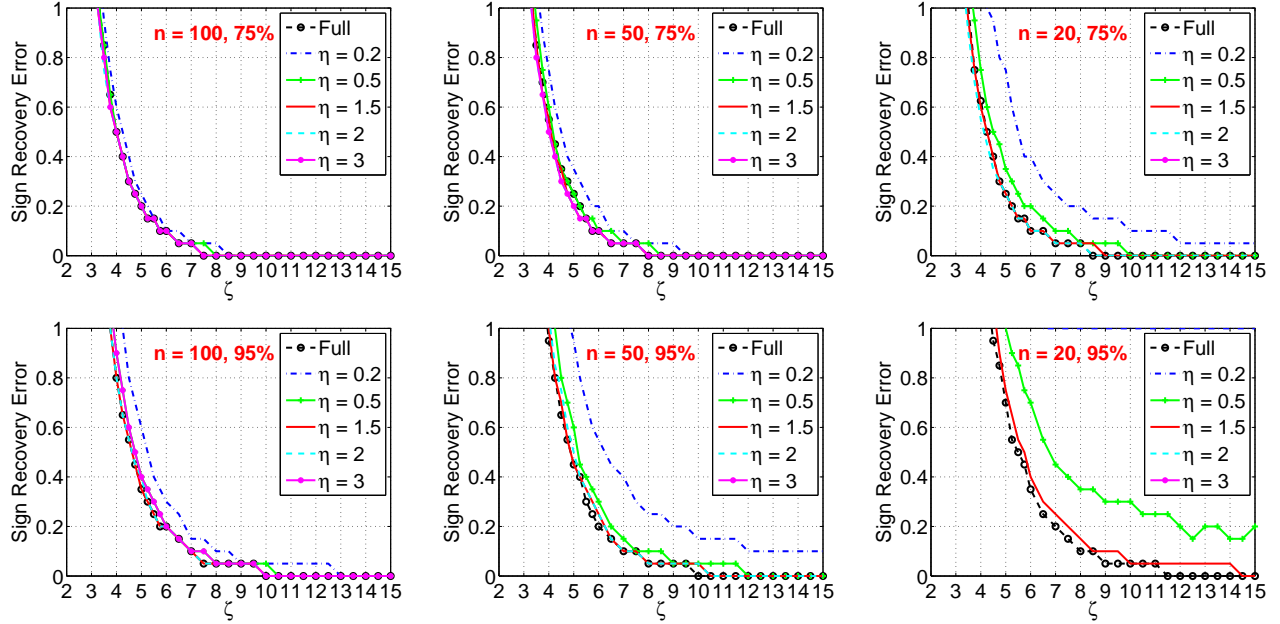 Sign Recovery Error
1
0.8
0.6
0.4
0.2
0
2 3 4 5 6 7 8 9 10 11 12 13 14 15
ζ
n = 100, 75%
Full
η = 0.2
η = 0.5
η = 1.5
η = 2
η = 3
Sign Recovery Error
1
0.8
0.6
0.4
0.2
0
2 3 4 5 6 7 8 9 10 11 12 13 14 15
ζ
n = 50, 75%
Full
η = 0.2
η = 0.5
η = 1.5
η = 2
η = 3
Sign Recovery Error
1
0.8
0.6
0.4
0.2
0
2 3 4 5 6 7 8 9 10 11 12 13 14 15
ζ
n = 20, 75%
Full
η = 0.2
η = 0.5
η = 1.5
η = 2
η = 3
Sign Recovery Error
1
0.8
0.6
0.4
0.2
0
2 3 4 5 6 7 8 9 10 11 12 13 14 15
ζ
n = 100, 95%
Full
η = 0.2
η = 0.5
η = 1.5
η = 2
η = 3
Sign Recovery Error
1
0.8
0.6
0.4
0.2
0
2 3 4 5 6 7 8 9 10 11 12 13 14 15
ζ
n = 50, 95%
Full
η = 0.2
η = 0.5
η = 1.5
η = 2
η = 3
Sign Recovery Error
1
0.8
0.6
0.4
0.2
0
2 3 4 5 6 7 8 9 10 11 12 13 14 15
ζ
n = 20, 95%
Full
η = 0.2
η = 0.5
η = 1.5
η = 2
η = 3